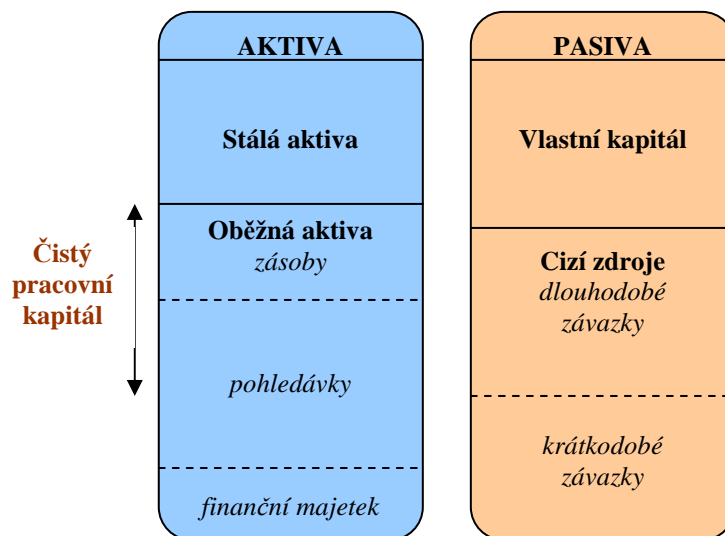 AKTIVA
Stálá aktiva
Oběžná aktiva
zásoby
pohledávky
finanční majetek
Čistý
pracovní
kapitál
PASIVA
Vlastní kapitál
Cizí zdroje
dlouhodobé
závazky
krátkodobé
závazky